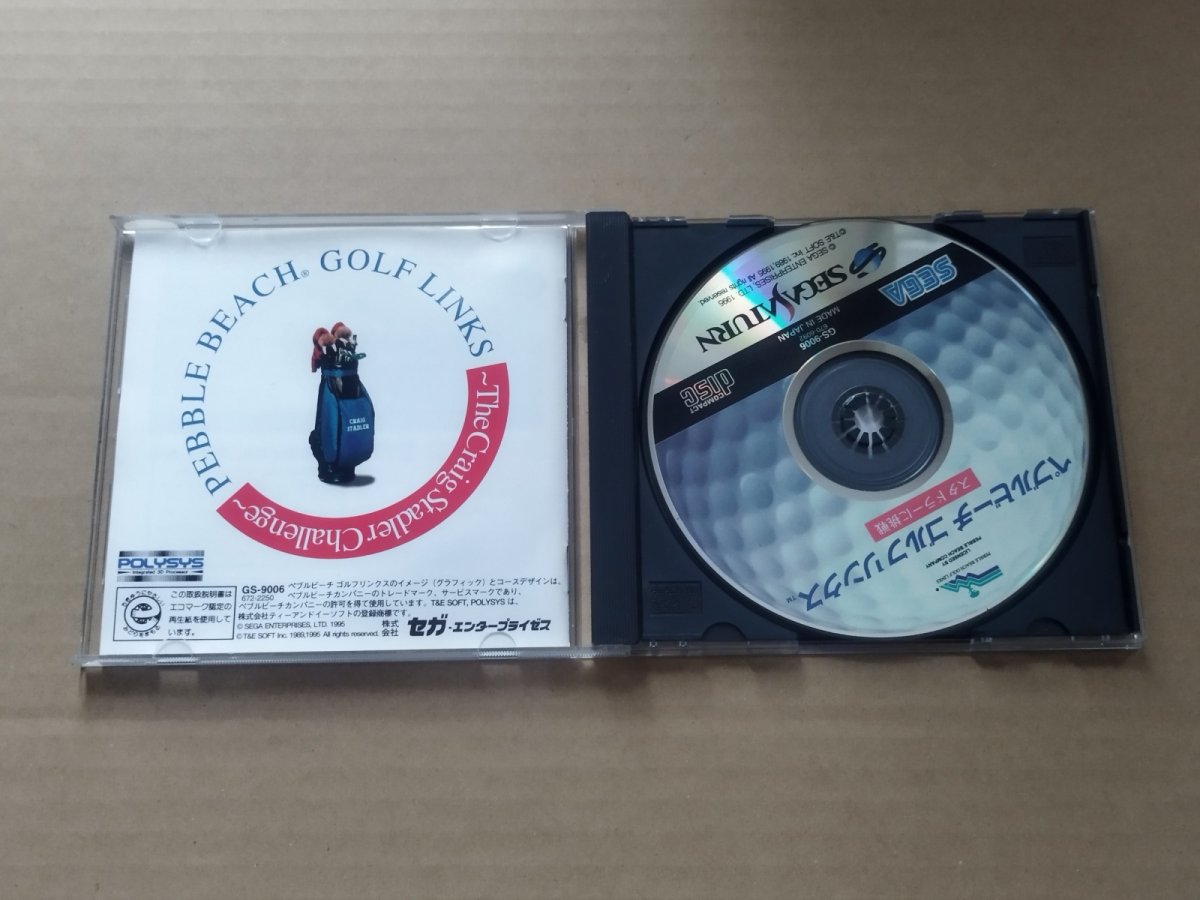 PEBBLE BEACH® GOLF LINKS
~The Craig Stadler Challenge~
CRAIG
STADLER
POLYSYS
Integrated 3D Processor
この取扱説明書は
エコマーク認定の
再生紙を使用して
います。
GS-9006
672-2250
ペブルビーチ ゴルフリンクスのイメージ（グラフィック）とコースデザインは、
ペブルビーチカンパニーのトレードマーク、サービスマークであり、
ペブルビーチカンパニーの許可を得て使用しています。T&E SOFT, POLYSYS は、
株式会社ティーアンドイーソフトの登録商標です。
© SEGA ENTERPRISES, LTD. 1995
© T&E SOFT Inc. 1989,1995 All rights reserved.
株式会社 セガ・エンタープライゼス
ペブルビーチ ゴルフリンクス™
スタドラーに挑戦
LICENSED BY
PEBBLE BEACH COMPANY
PEBBLE BEACH GOLF LINKS
COMPACT
disc
GS-9006
670-6092
MADE IN JAPAN
SEGA
SEGA SATURN
© SEGA ENTERPRISES, LTD. 1995
©T&E SOFT Inc. 1989,1995 All rights reserved.